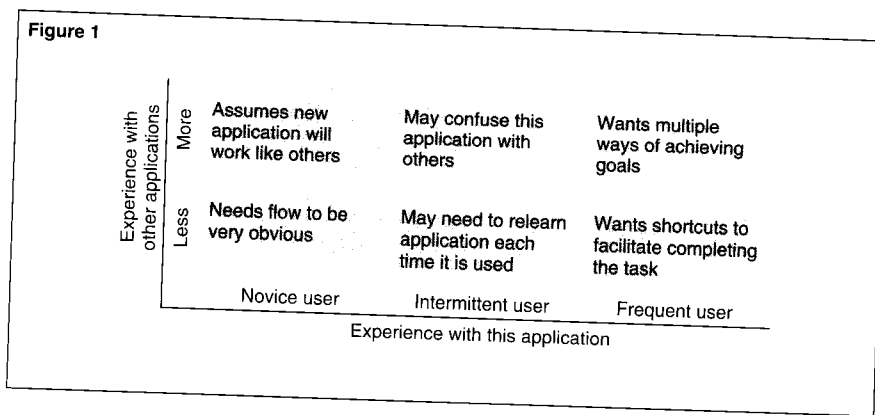 Figure 1
Experience with
other applications
More
Assumes new
application will
work like others
May confuse this
application with
others
Wants multiple
ways of achieving
goals
Less
Needs flow to be
very obvious
May need to relearn
application each
time it is used
Wants shortcuts to
facilitate completing
the task
Novice user
Intermittent user
Frequent user
Experience with this application